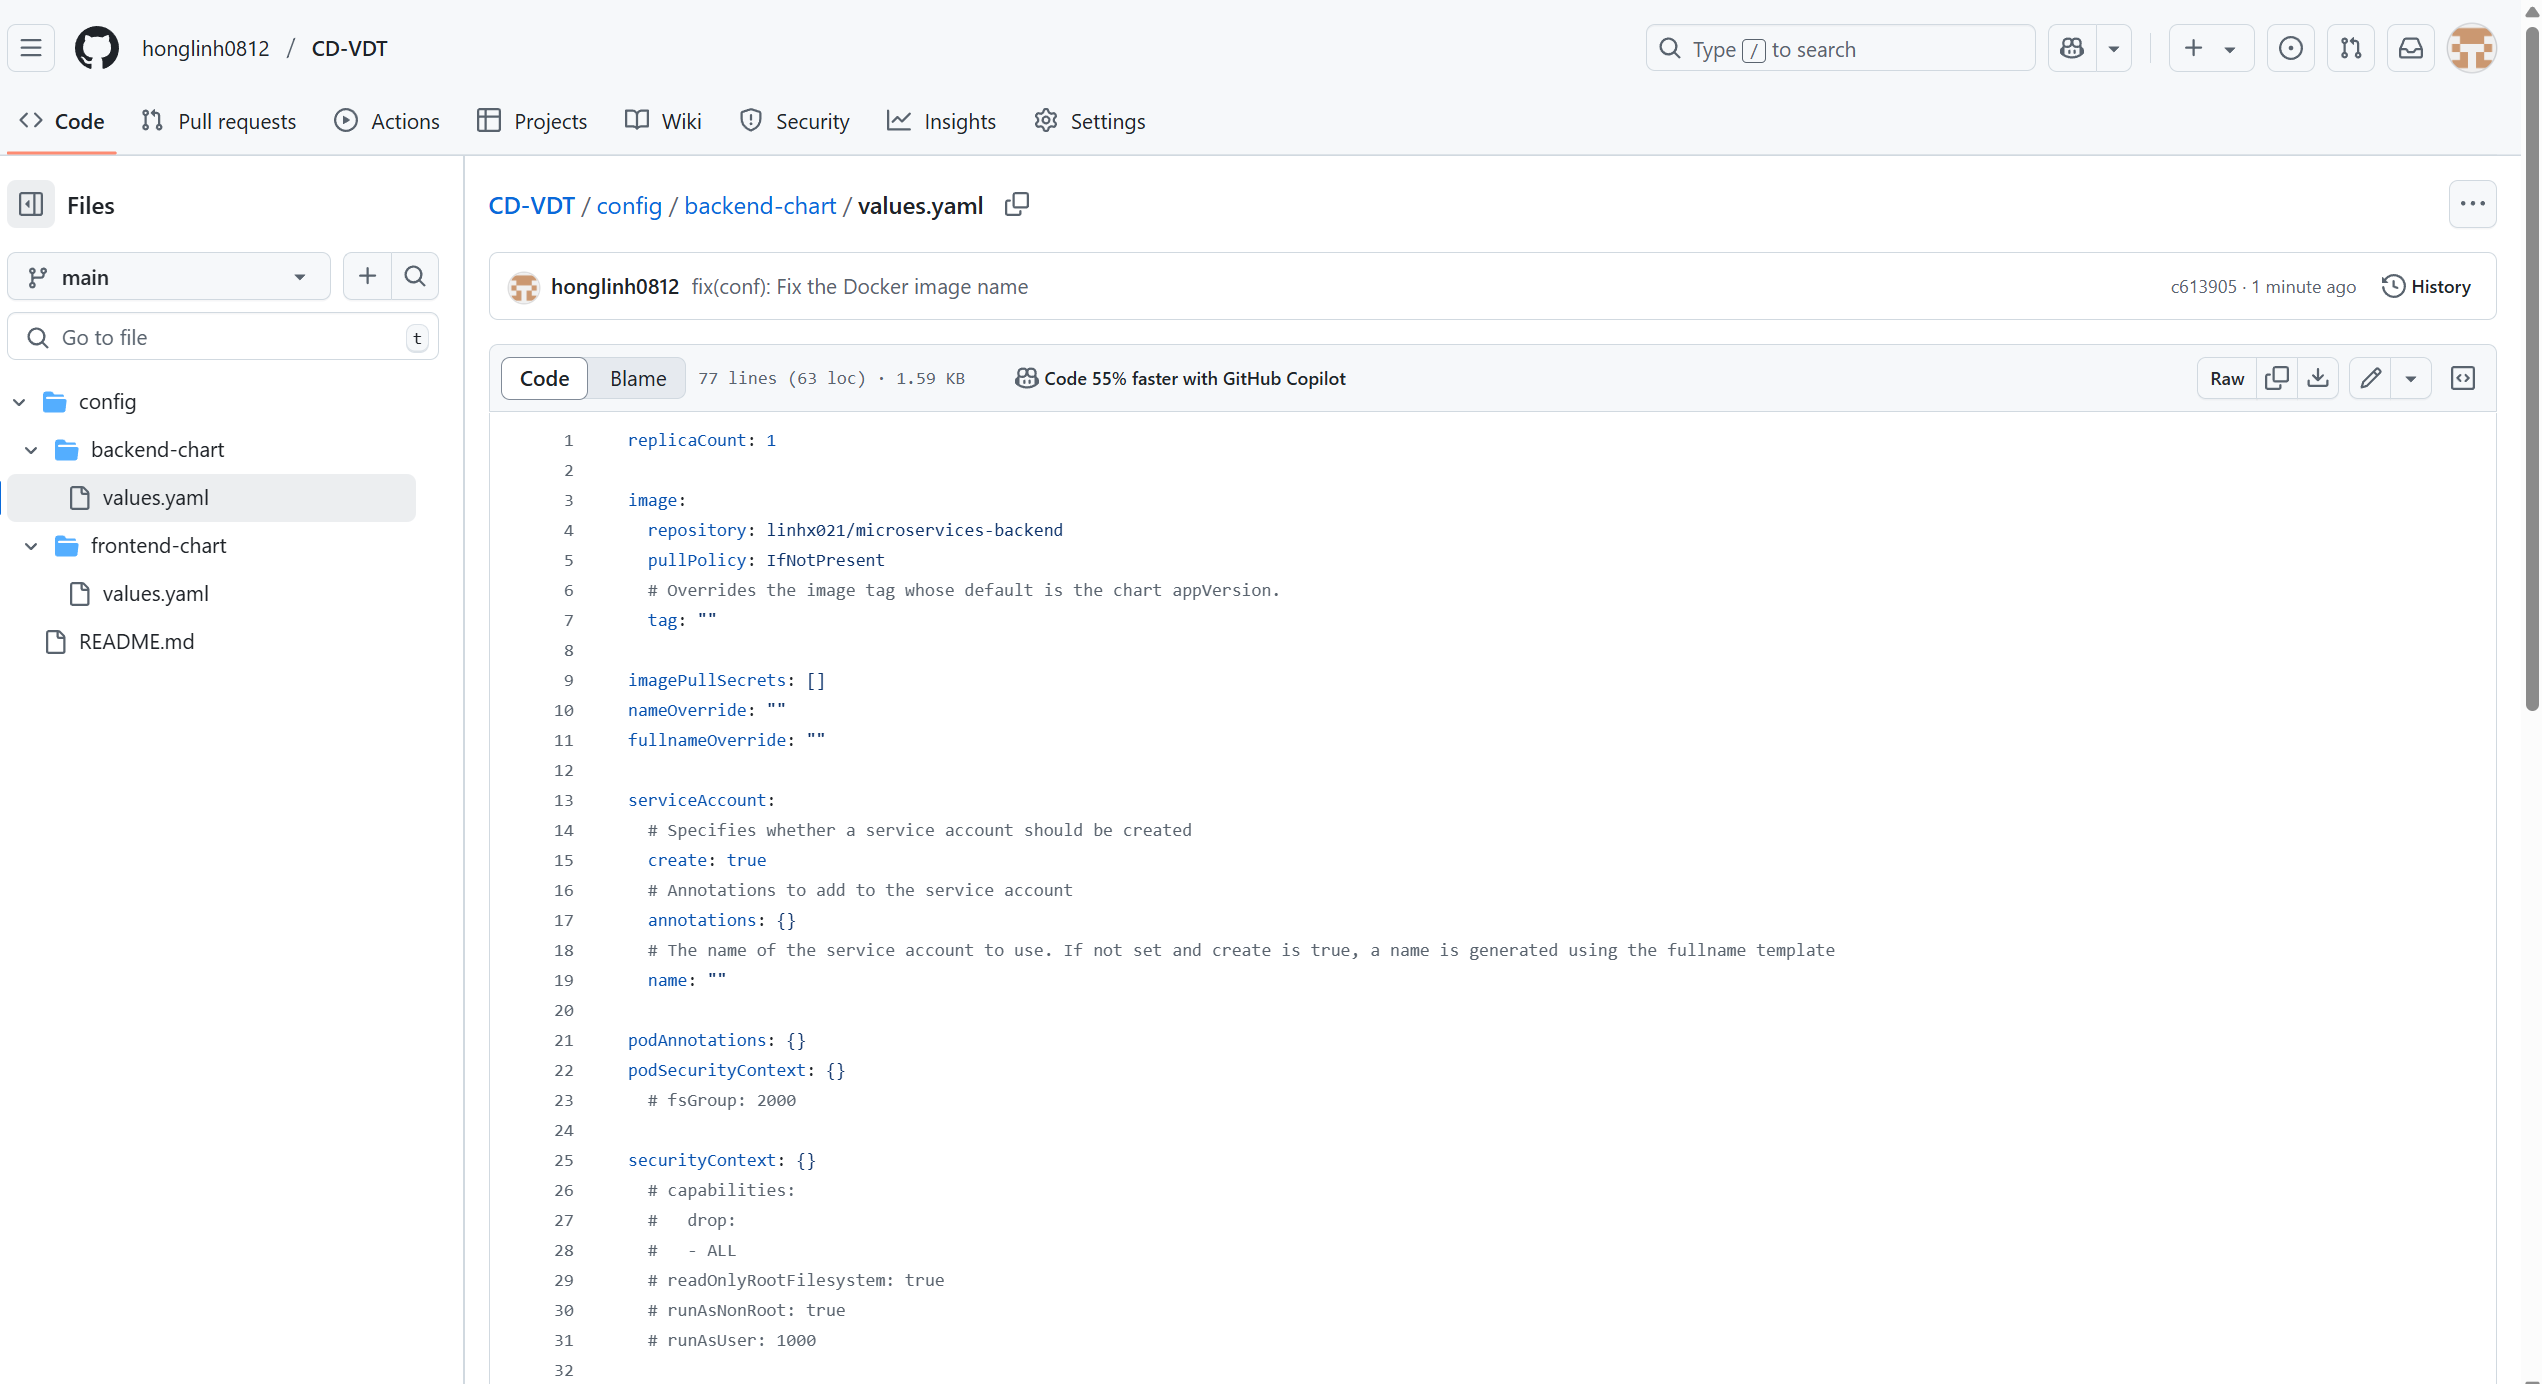 honglinh0812 / CD-VDT
Type / to search
Code
Pull requests
Actions
Projects
Wiki
Security
Insights
Settings
Files
main
Go to file
t
config
backend-chart
values.yaml
frontend-chart
values.yaml
README.md
CD-VDT / config / backend-chart / values.yaml
honglinh0812 fix(conf): Fix the Docker image name
c613905 · 1 minute ago
History
Code
Blame
77 lines (63 loc) · 1.59 KB
Code 55% faster with GitHub Copilot
Raw
1 replicaCount: 1
2
3 image:
4 repository: linhx021/microservices-backend
5 pullPolicy: IfNotPresent
6 # Overrides the image tag whose default is the chart appVersion.
7 tag: ""
8
9 imagePullSecrets: []
10 nameOverride: ""
11 fullnameOverride: ""
12
13 serviceAccount:
14 # Specifies whether a service account should be created
15 create: true
16 # Annotations to add to the service account
17 annotations: {}
18 # The name of the service account to use. If not set and create is true, a name is generated using the fullname template
19 name: ""
20
21 podAnnotations: {}
22 podSecurityContext: {}
23 # fsGroup: 2000
24
25 securityContext: {}
26 # capabilities:
27 # drop:
28 # - ALL
29 # readOnlyRootFilesystem: true
30 # runAsNonRoot: true
31 # runAsUser: 1000
32